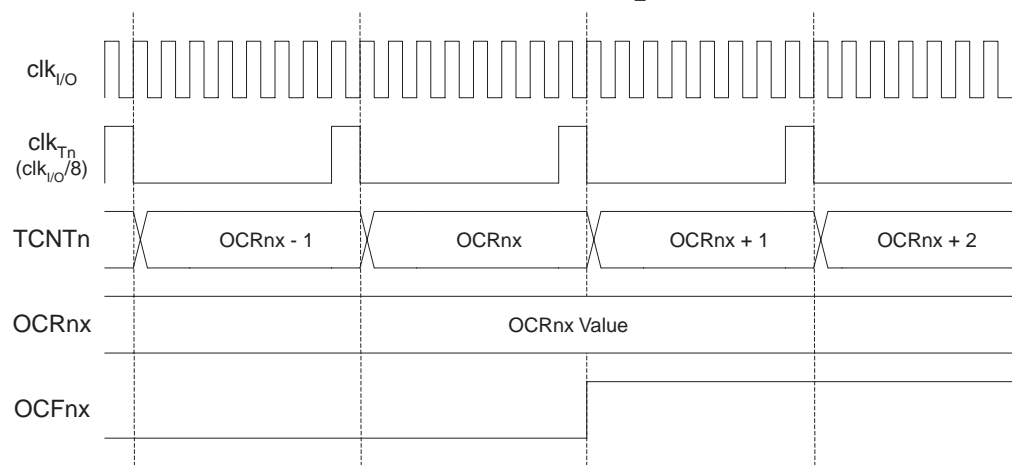 clkI/O
clkTn
(clkI/O/8)
TCNTn OCRnx - 1 OCRnx OCRnx + 1 OCRnx + 2
OCRnx OCRnx Value
OCFnx